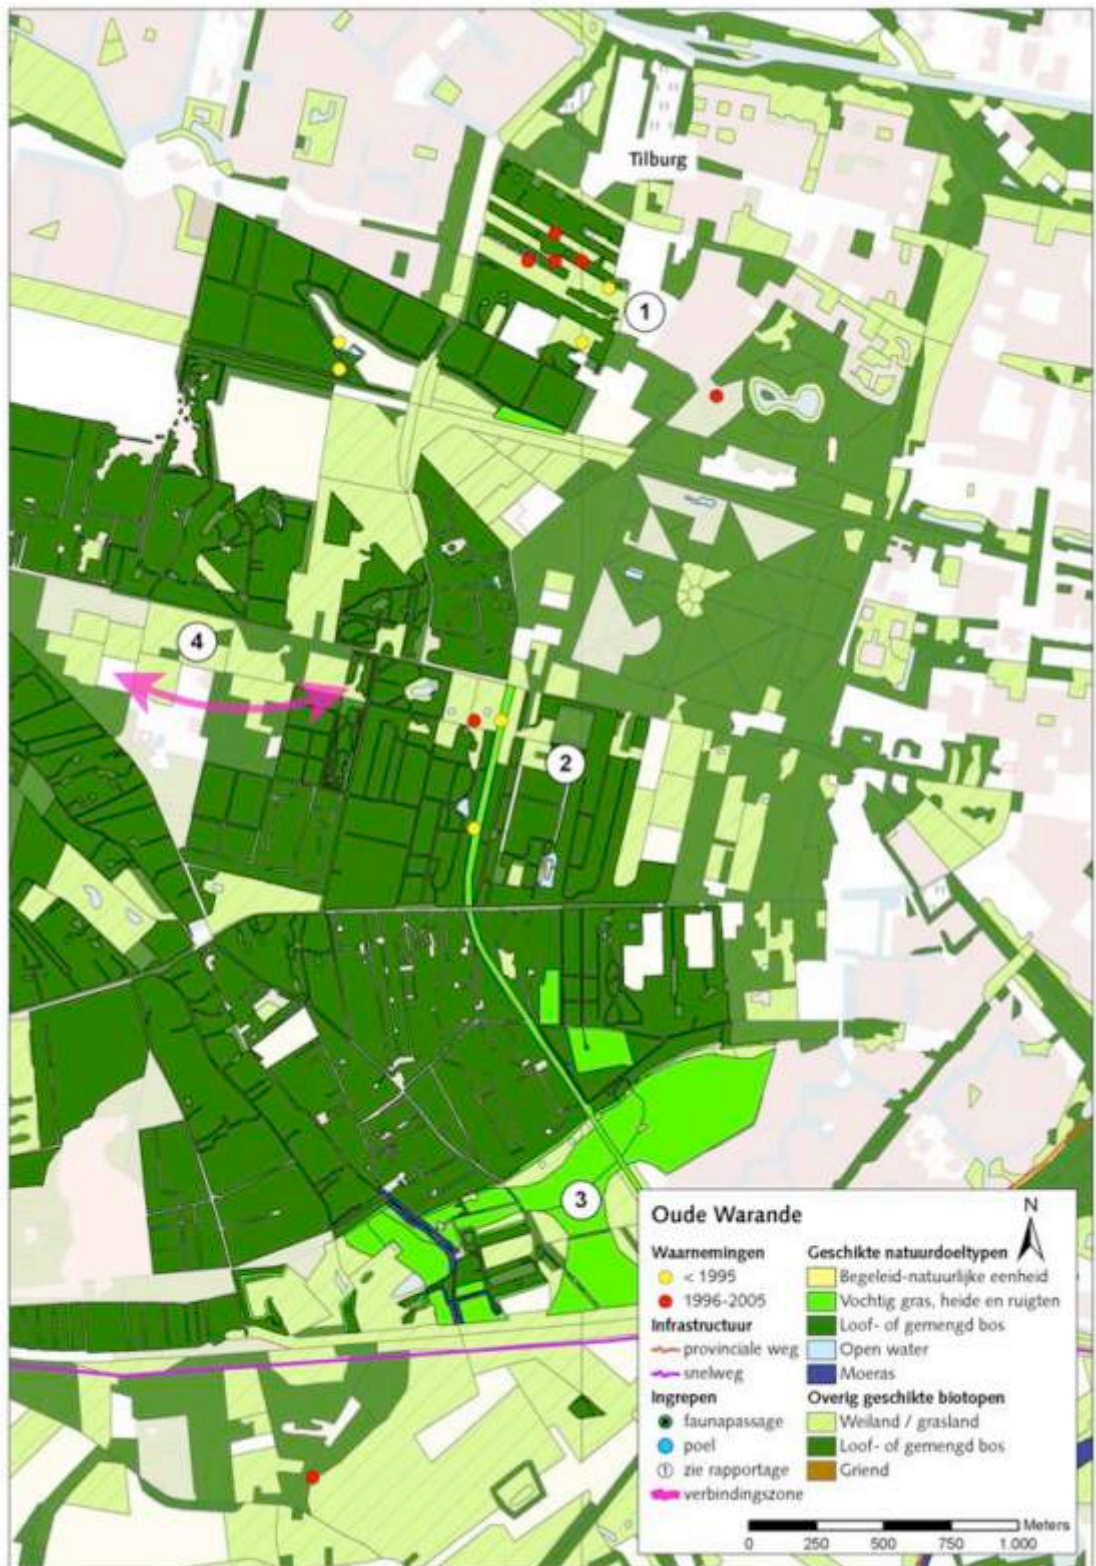 Tilburg
1
4
2
3
Oude Warande
N
Waarnemingen
< 1995
1996-2005
Infrastructuur
provinciale weg
snelweg
Ingrepen
faunapassage
poel
① zie rapportage
verbindingszone
Geschikte natuurdoeltypen
Begeleid-natuurlijke eenheid
Vochtig gras, heide en ruigten
Loof- of gemengd bos
Open water
Moeras
Overig geschikte biotopen
Weiland / grasland
Loof- of gemengd bos
Griend
Meters
0 250 500 750 1.000